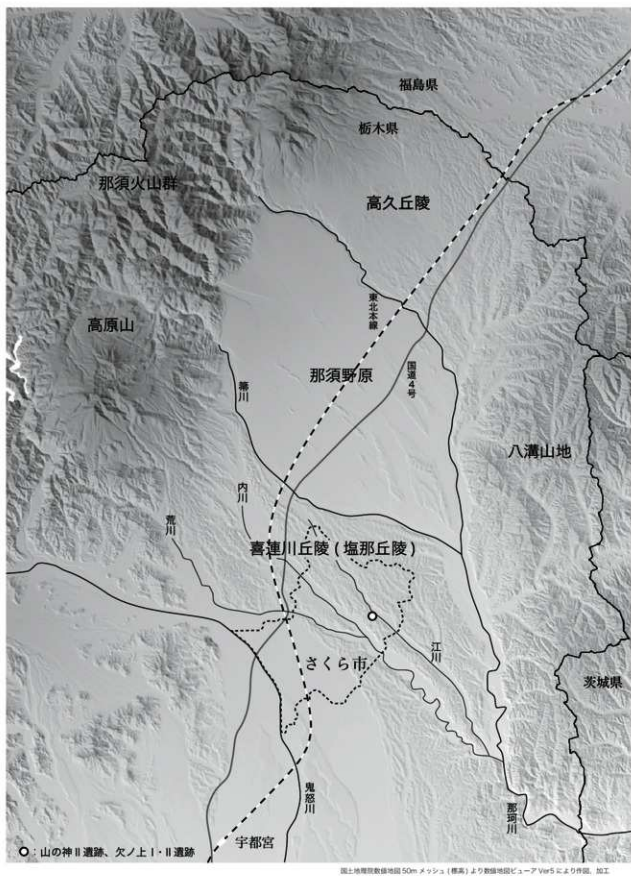 福島県
栃木県
那須火山群
高久丘陵
東北本線
高原山
那須野原
国道4号
箒川
八溝山地
内川
荒川
喜連川丘陵 ( 塩那丘陵 )
さくら市
江川
茨城県
鬼怒川
那珂川
宇都宮
○：山の神Ⅱ遺跡、欠ノ上Ⅰ・Ⅱ遺跡
国土地理院数値地図 50m メッシュ ( 標高 ) より数値地図ビューア Ver5 により作図、加工